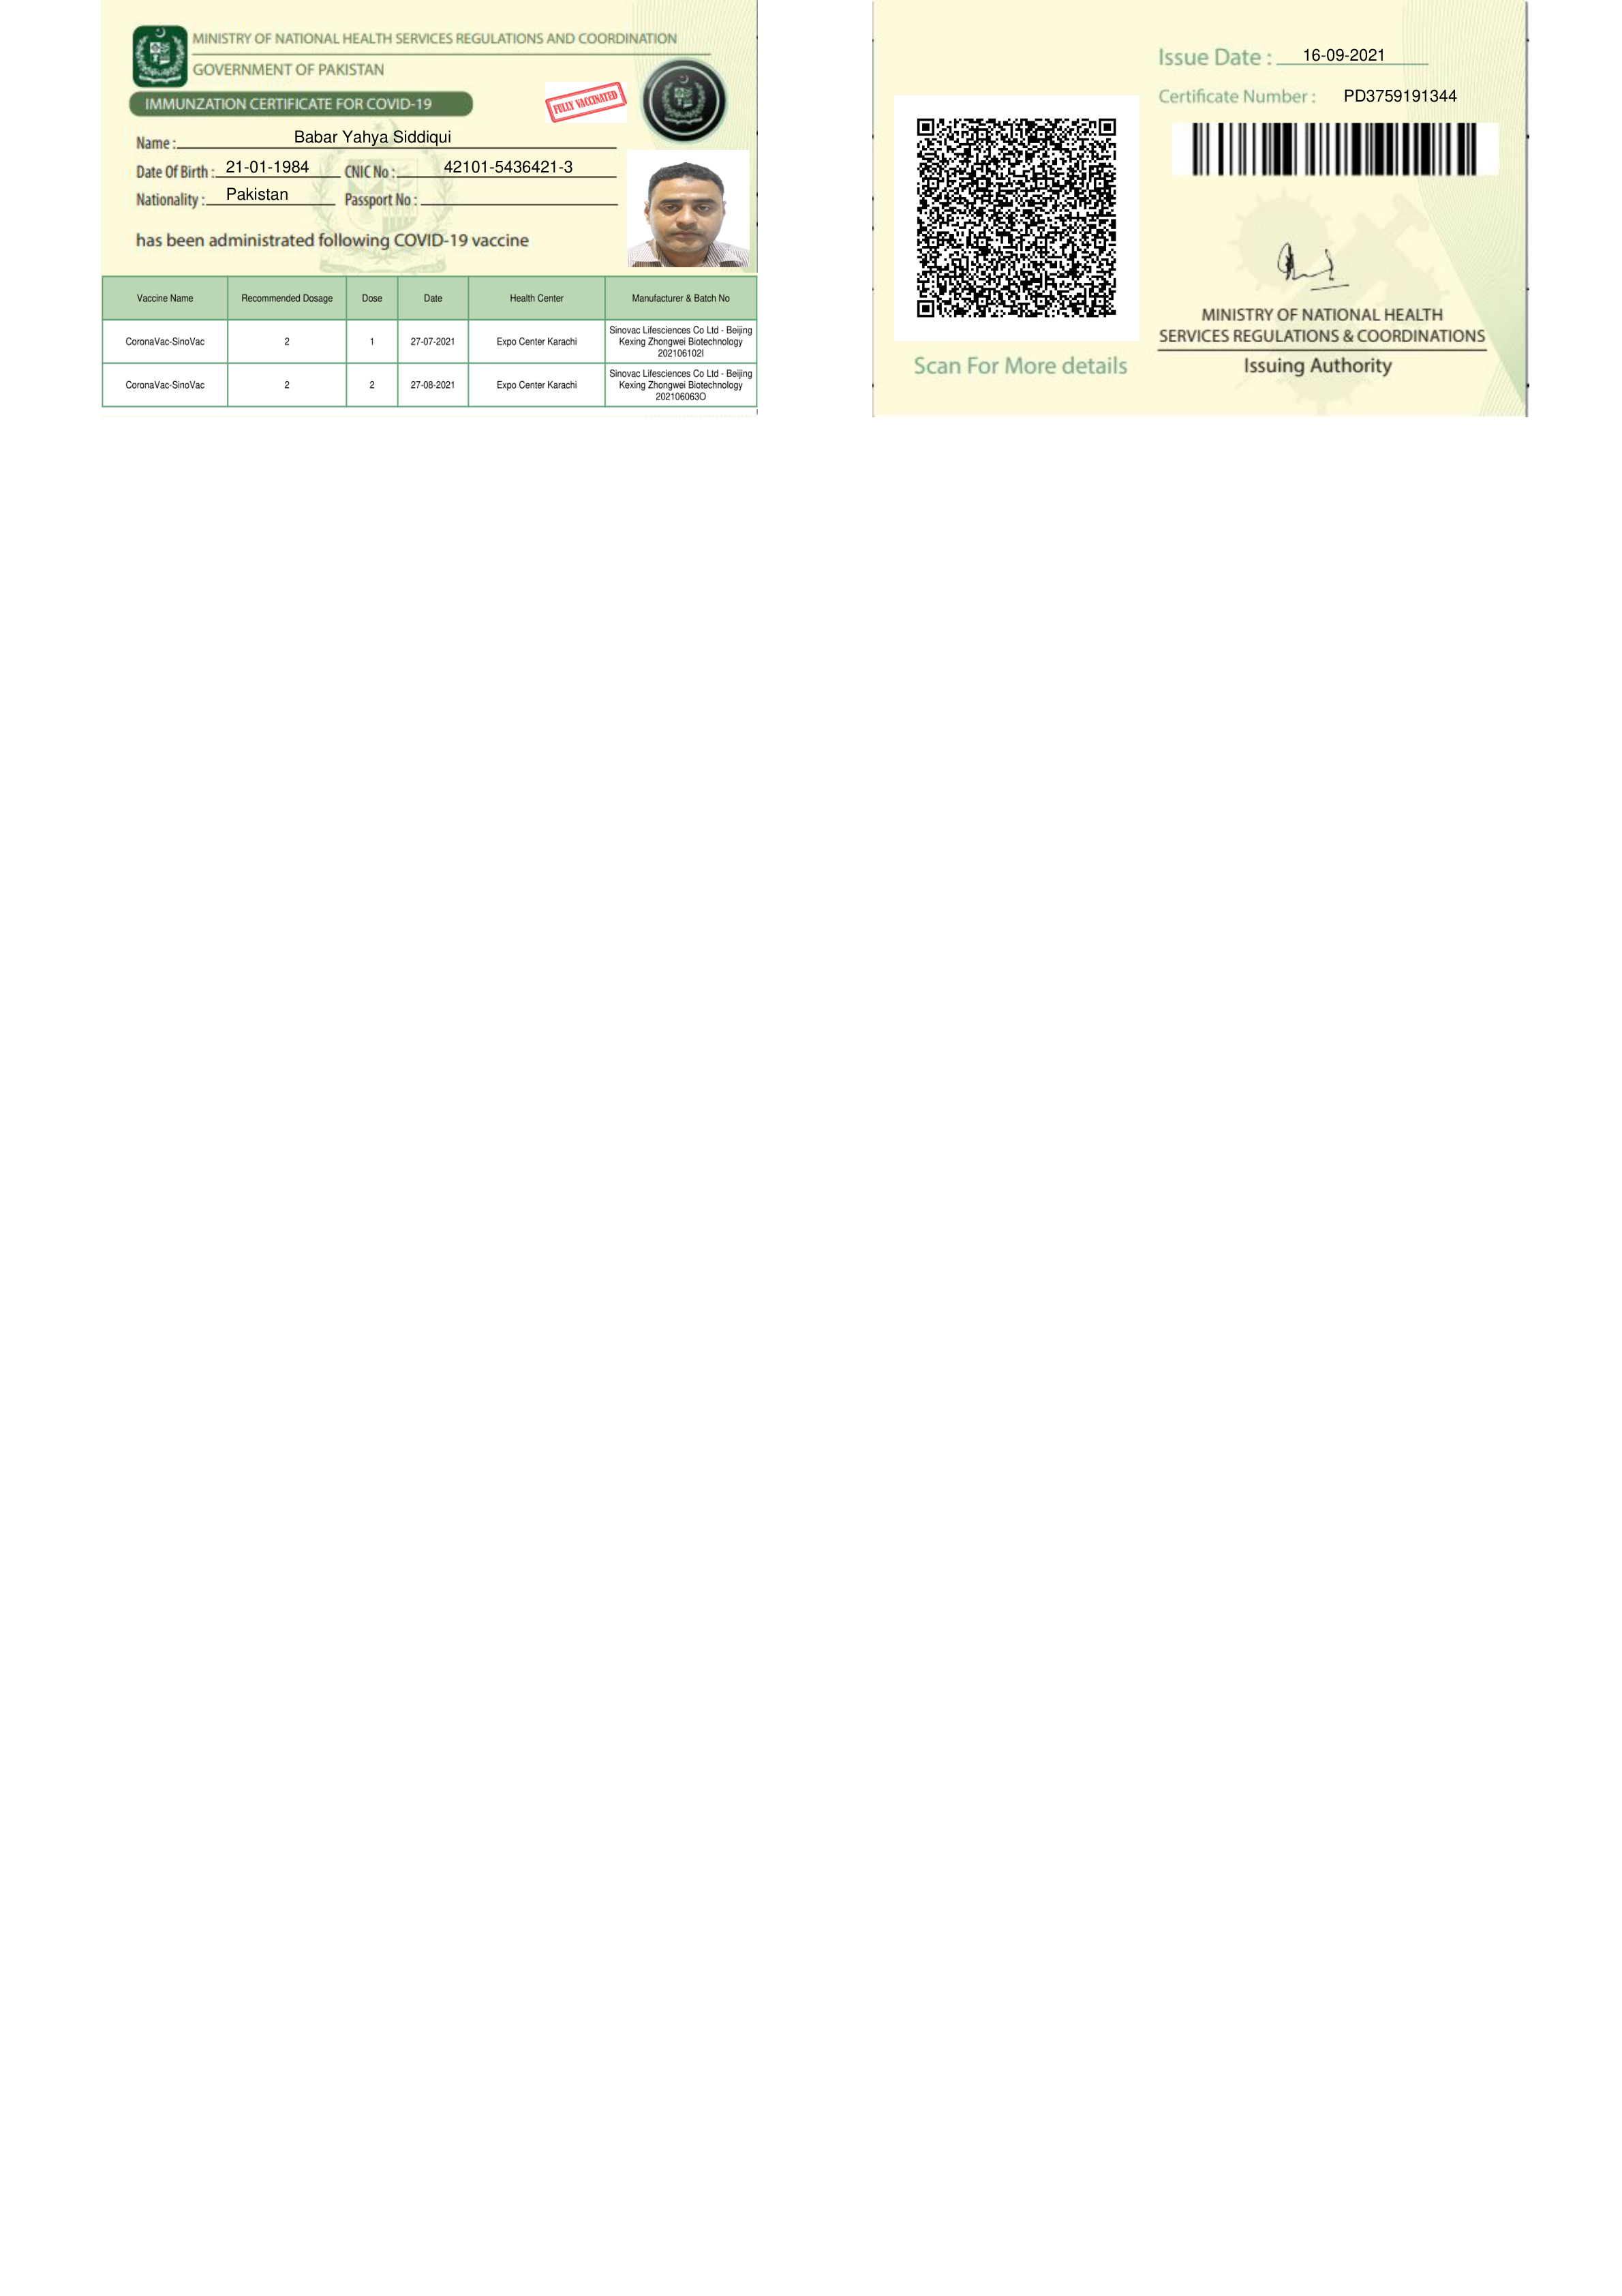 MINISTRY OF NATIONAL HEALTH SERVICES REGULATIONS AND COORDINATION
GOVERNMENT OF PAKISTAN
IMMUNZATION CERTIFICATE FOR COVID-19
FULLY VACCINATED
Name : Babar Yahya Siddiqui
Date Of Birth : 21-01-1984 CNIC No : 42101-5436421-3
Nationality : Pakistan Passport No :
has been administrated following COVID-19 vaccine
Vaccine Name Recommended Dosage Dose Date Health Center Manufacturer & Batch No
CoronaVac-SinoVac 2 1 27-07-2021 Expo Center Karachi Sinovac Lifesciences Co Ltd - Beijing
Kexing Zhongwei Biotechnology
202106102I
CoronaVac-SinoVac 2 2 27-08-2021 Expo Center Karachi Sinovac Lifesciences Co Ltd - Beijing
Kexing Zhongwei Biotechnology
202106063O
Issue Date : 16-09-2021
Certificate Number : PD3759191344
Scan For More details
MINISTRY OF NATIONAL HEALTH
SERVICES REGULATIONS & COORDINATIONS
Issuing Authority